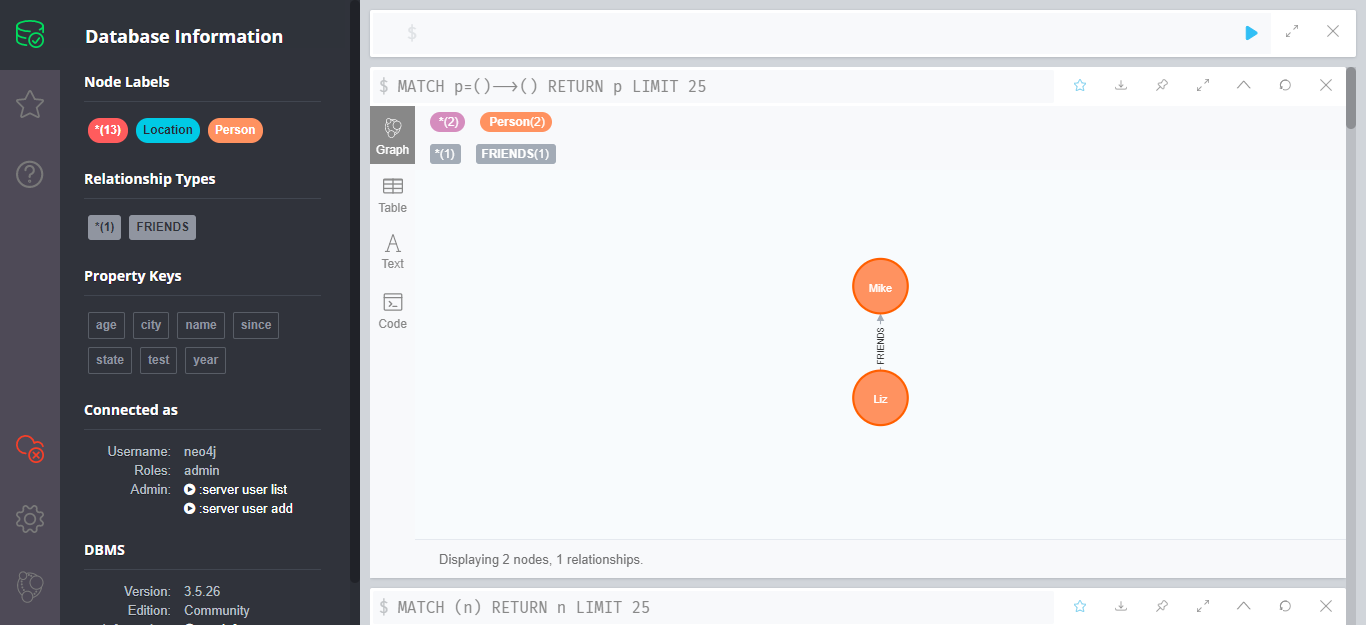 Database Information
Node Labels
*(13) Location Person
Relationship Types
*(1) FRIENDS
Property Keys
age city name since
state test year
Connected as
Username: neo4j
Roles: admin
Admin: :server user list
:server user add
DBMS
Version: 3.5.26
Edition: Community
$
$ MATCH p=()-->() RETURN p LIMIT 25
Graph
Table
Text
Code
*(2) Person(2)
*(1) FRIENDS(1)
Mike
FRIENDS
Liz
Displaying 2 nodes, 1 relationships.
$ MATCH (n) RETURN n LIMIT 25